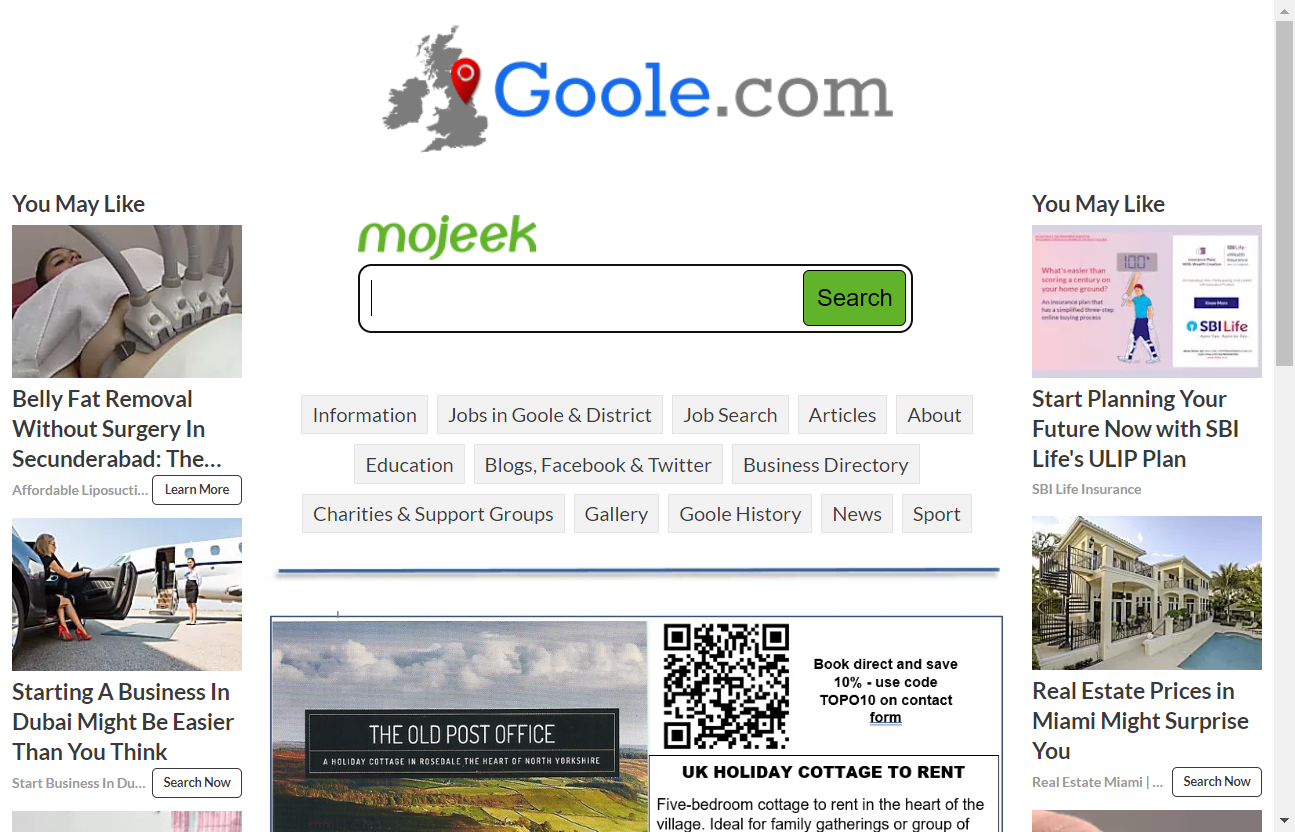 Goole.com
You May Like
Belly Fat Removal
Without Surgery In
Secunderabad: The...
Affordable Liposucti...
Learn More
Starting A Business In
Dubai Might Be Easier
Than You Think
Start Business In Du...
Search Now
mojeek
Search
Information
Jobs in Goole & District
Job Search
Articles
About
Education
Blogs, Facebook & Twitter
Business Directory
Charities & Support Groups
Gallery
Goole History
News
Sport
THE OLD POST OFFICE
A HOLIDAY COTTAGE IN ROSEDALE THE HEART OF NORTH YORKSHIRE
Book direct and save
10% - use code
TOPO10 on contact
form
UK HOLIDAY COTTAGE TO RENT
Five-bedroom cottage to rent in the heart of the
village. Ideal for family gatherings or group of
You May Like
What's easier than
scoring a century on
your home ground?
An insurance plan that
has a simplified three-step
online buying process
100*
SBI Life
Know More
SBI Life
Start Planning Your
Future Now with SBI
Life's ULIP Plan
SBI Life Insurance
Real Estate Prices in
Miami Might Surprise
You
Real Estate Miami | ...
Search Now